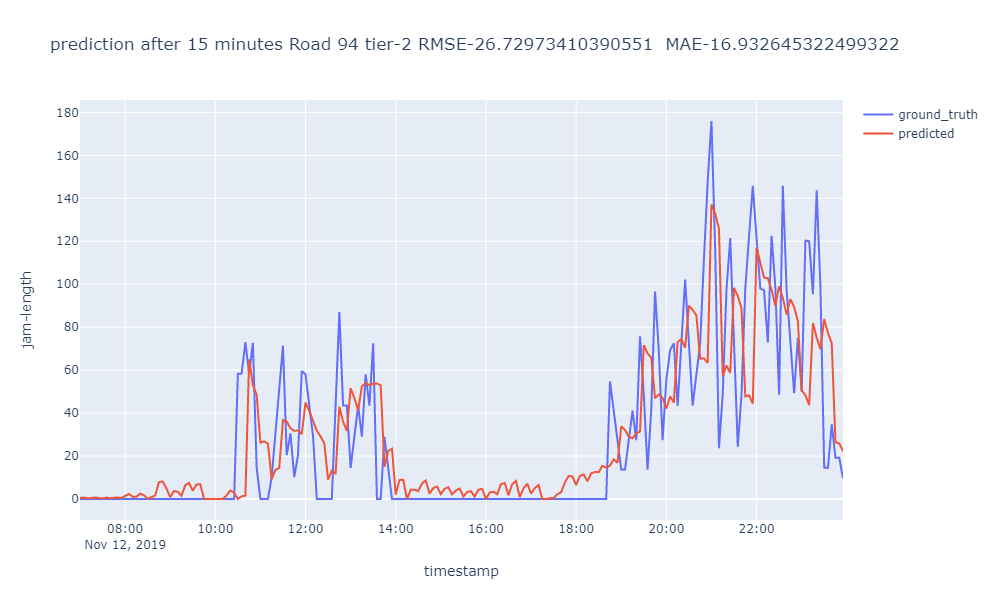 prediction after 15 minutes Road 94 tier-2 RMSE-26.72973410390551  MAE-16.932645322499322
ground_truth
predicted
180
160
140
120
100
80
60
40
20
0
jam-length
08:00 10:00 12:00 14:00 16:00 18:00 20:00 22:00
Nov 12, 2019
timestamp